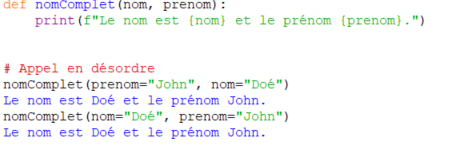 def nomComplet(nom, prenom):
    print(f"Le nom est {nom} et le prénom {prenom}.")
# Appel en désordre
nomComplet(prenom="John", nom="Doé")
Le nom est Doé et le prénom John.
nomComplet(nom="Doé", prenom="John")
Le nom est Doé et le prénom John.